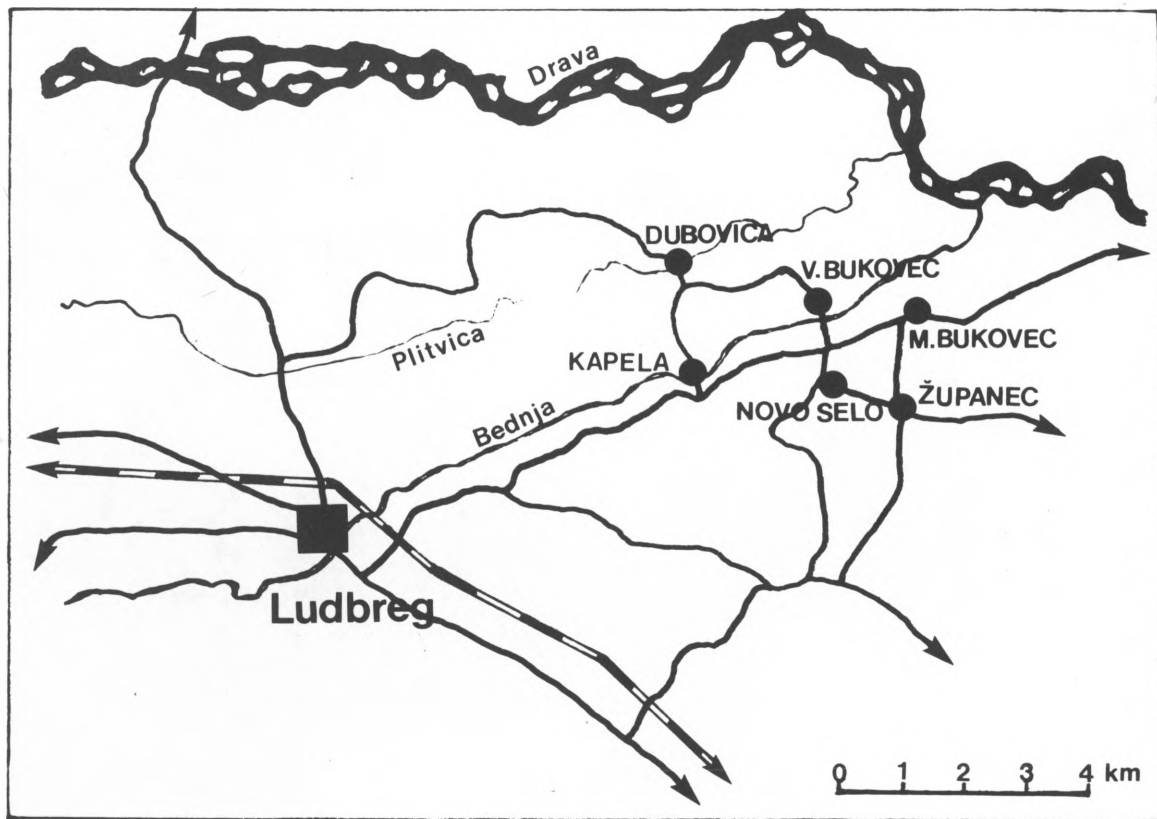 Drava
DUBOVICA
V. BUKOVEC
M. BUKOVEC
Plitvica
KAPELA
ŽUPANEC
NOVO SELO
Bednja
Ludbreg
0 1 2 3 4 km